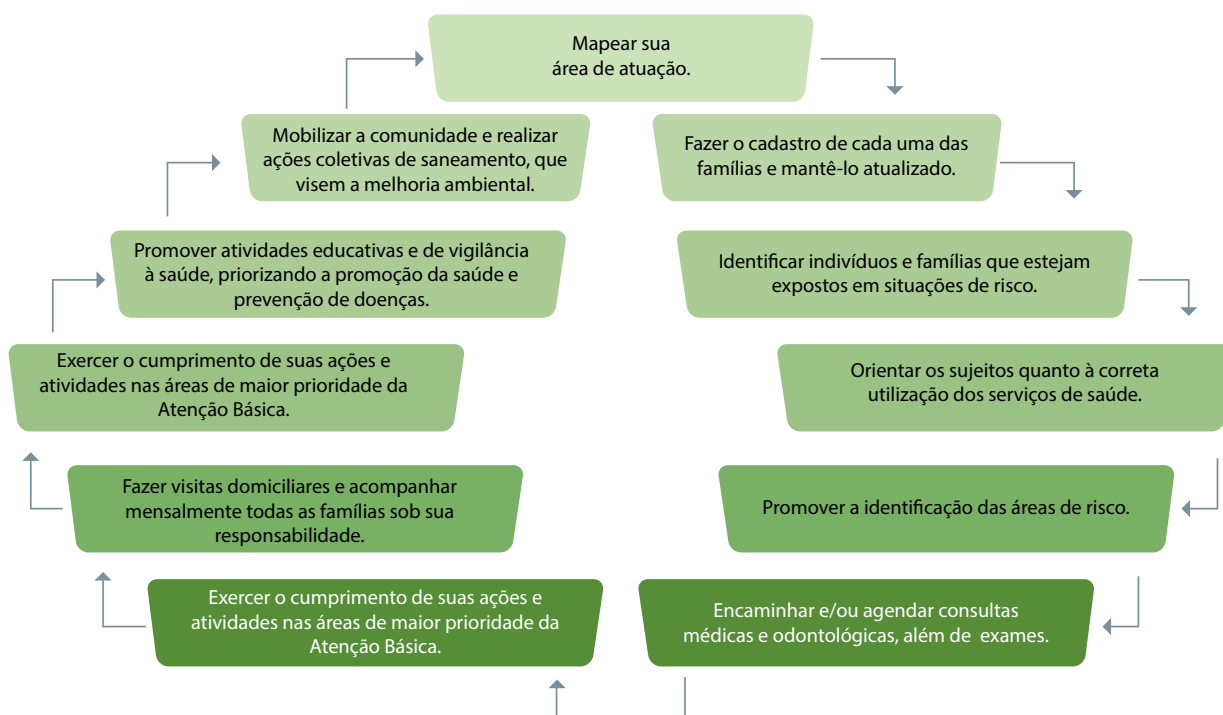 Mapear sua
área de atuação.
Mobilizar a comunidade e realizar
ações coletivas de saneamento, que
visem a melhoria ambiental.
Fazer o cadastro de cada uma das
famílias e mantê-lo atualizado.
Promover atividades educativas e de vigilância
à saúde, priorizando a promoção da saúde e
prevenção de doenças.
Identificar indivíduos e famílias que estejam
expostos em situações de risco.
Exercer o cumprimento de suas ações e
atividades nas áreas de maior prioridade da
Atenção Básica.
Orientar os sujeitos quanto à correta
utilização dos serviços de saúde.
Fazer visitas domiciliares e acompanhar
mensalmente todas as famílias sob sua
responsabilidade.
Promover a identificação das áreas de risco.
Exercer o cumprimento de suas ações e
atividades nas áreas de maior prioridade da
Atenção Básica.
Encaminhar e/ou agendar consultas
médicas e odontológicas, além de exames.